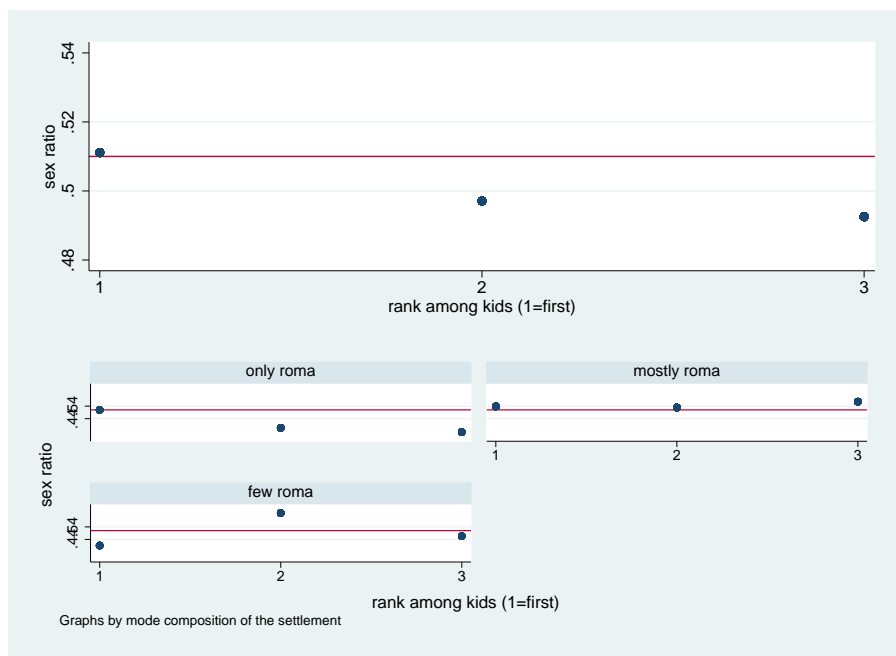 .54
.52
.5
.48
sex ratio
1 2 3
rank among kids (1=first)
only roma
mostly roma
1 2 3
few roma
sex ratio
1 2 3
rank among kids (1=first)
Graphs by mode composition of the settlement